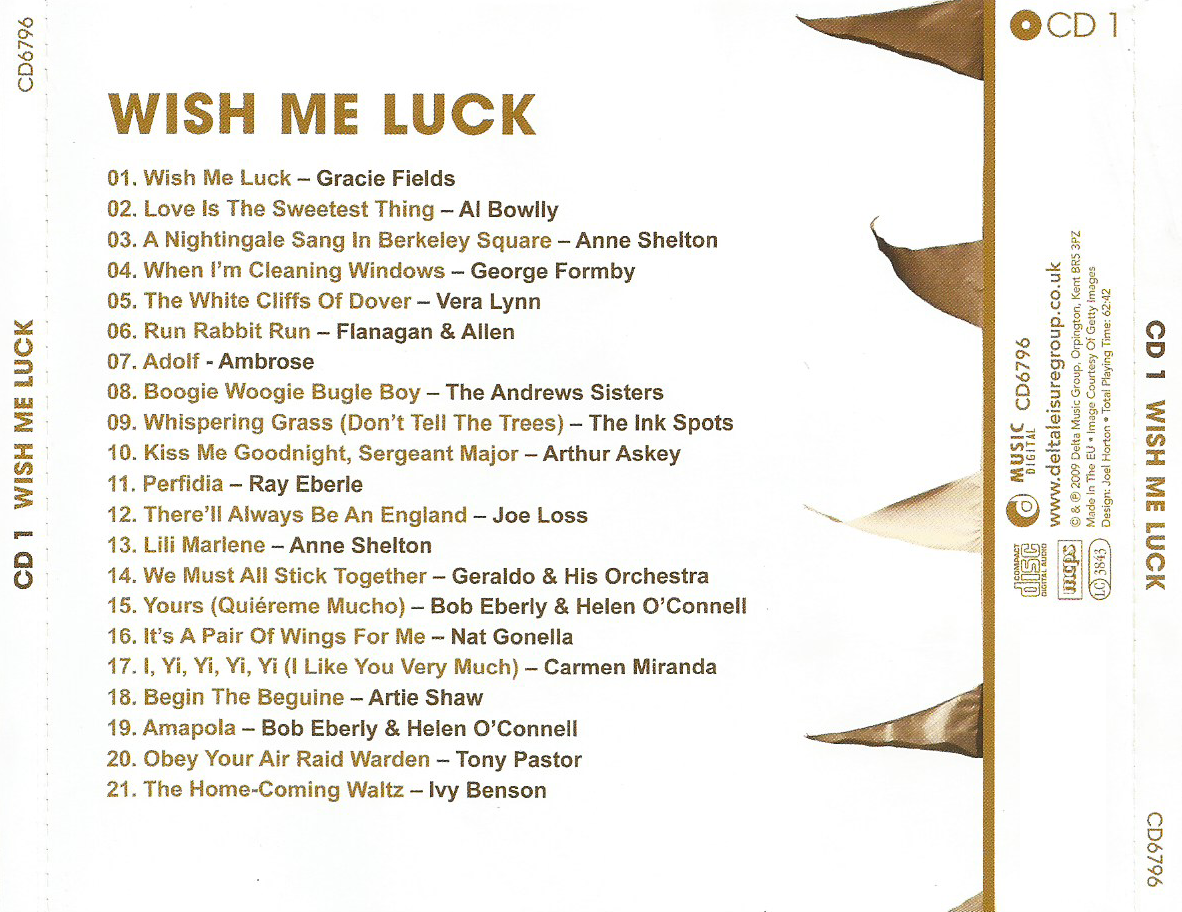 CD6796
CD 1 WISH ME LUCK
WISH ME LUCK
01. Wish Me Luck – Gracie Fields
02. Love Is The Sweetest Thing – Al Bowlly
03. A Nightingale Sang In Berkeley Square – Anne Shelton
04. When I'm Cleaning Windows – George Formby
05. The White Cliffs Of Dover – Vera Lynn
06. Run Rabbit Run – Flanagan & Allen
07. Adolf - Ambrose
08. Boogie Woogie Bugle Boy – The Andrews Sisters
09. Whispering Grass (Don't Tell The Trees) – The Ink Spots
10. Kiss Me Goodnight, Sergeant Major – Arthur Askey
11. Perfidia – Ray Eberle
12. There'll Always Be An England – Joe Loss
13. Lili Marlene – Anne Shelton
14. We Must All Stick Together – Geraldo & His Orchestra
15. Yours (Quiéreme Mucho) – Bob Eberly & Helen O'Connell
16. It's A Pair Of Wings For Me – Nat Gonella
17. I, Yi, Yi, Yi, Yi (I Like You Very Much) – Carmen Miranda
18. Begin The Beguine – Artie Shaw
19. Amapola – Bob Eberly & Helen O'Connell
20. Obey Your Air Raid Warden – Tony Pastor
21. The Home-Coming Waltz – Ivy Benson
CD 1
MUSIC
DIGITAL
CD6796
www.deltaleisuregroup.co.uk
© & ℗ 2009 Delta Music Group, Orpington, Kent BR5 3PZ
Made In The EU • Image Courtesy Of Getty Images
Design: Joel Horton • Total Playing Time: 62:42
COMPACT
disc
DIGITAL AUDIO
mcps
LC 3843
CD 1 WISH ME LUCK
CD6796